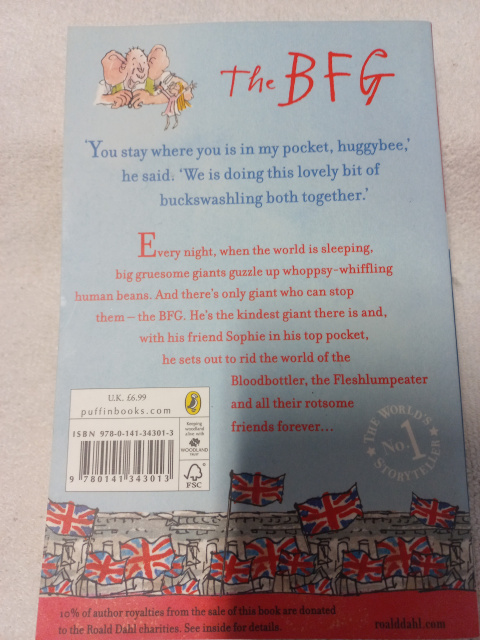 the BFG
'You stay where you is in my pocket, huggybee,'
he said. 'We is doing this lovely bit of
buckswashling both together.'
Every night, when the world is sleeping,
big gruesome giants guzzle up whoppsy-whiffling
human beans. And there's only giant who can stop
them – the BFG. He's the kindest giant there is and,
with his friend Sophie in his top pocket,
he sets out to rid the world of the
Bloodbottler, the Fleshlumpeater
and all their rotsome
friends forever...
U.K. £6.99
puffinbooks.com
ISBN 978-0-141-34301-3
9 780141 343013
Keeping
woodland
alive with
WOODLAND
TRUST
FSC
THE WORLD'S
No. 1
STORYTELLER
10% of author royalties from the sale of this book are donated
to the Roald Dahl charities. See inside for details.
roalddahl.com